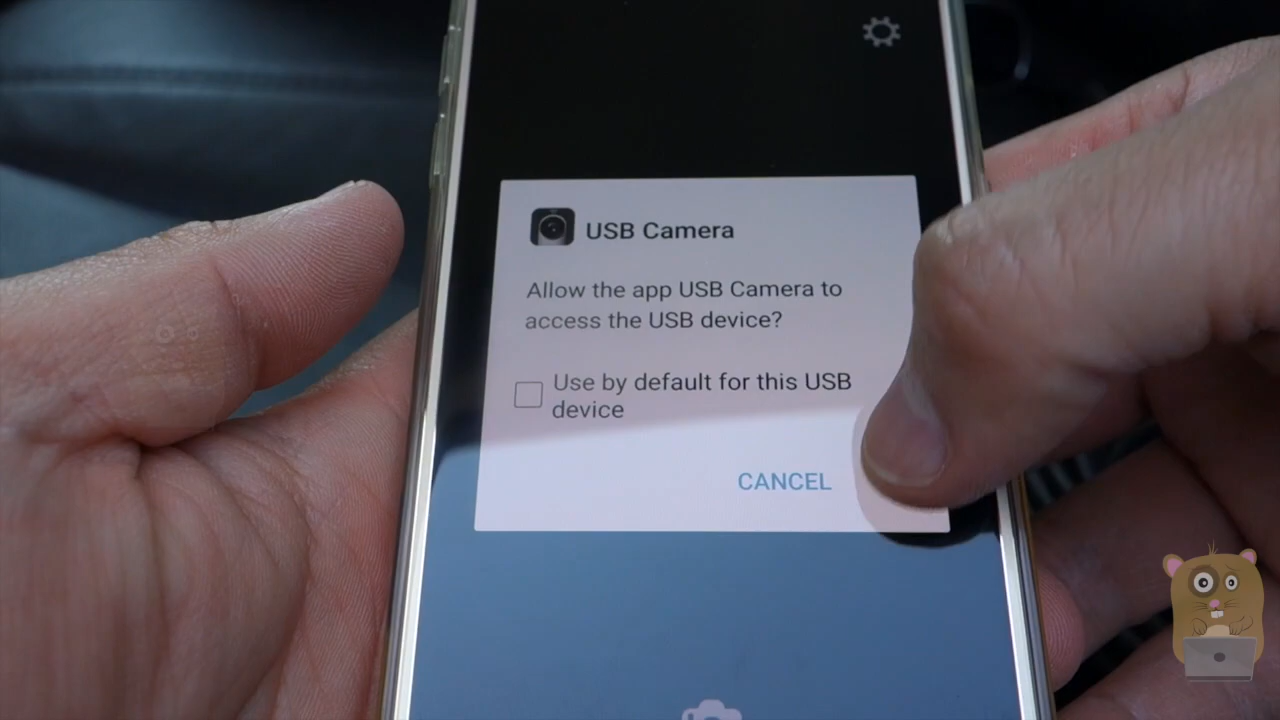 USB Camera
Allow the app USB Camera to
access the USB device?
Use by default for this USB
device
CANCEL